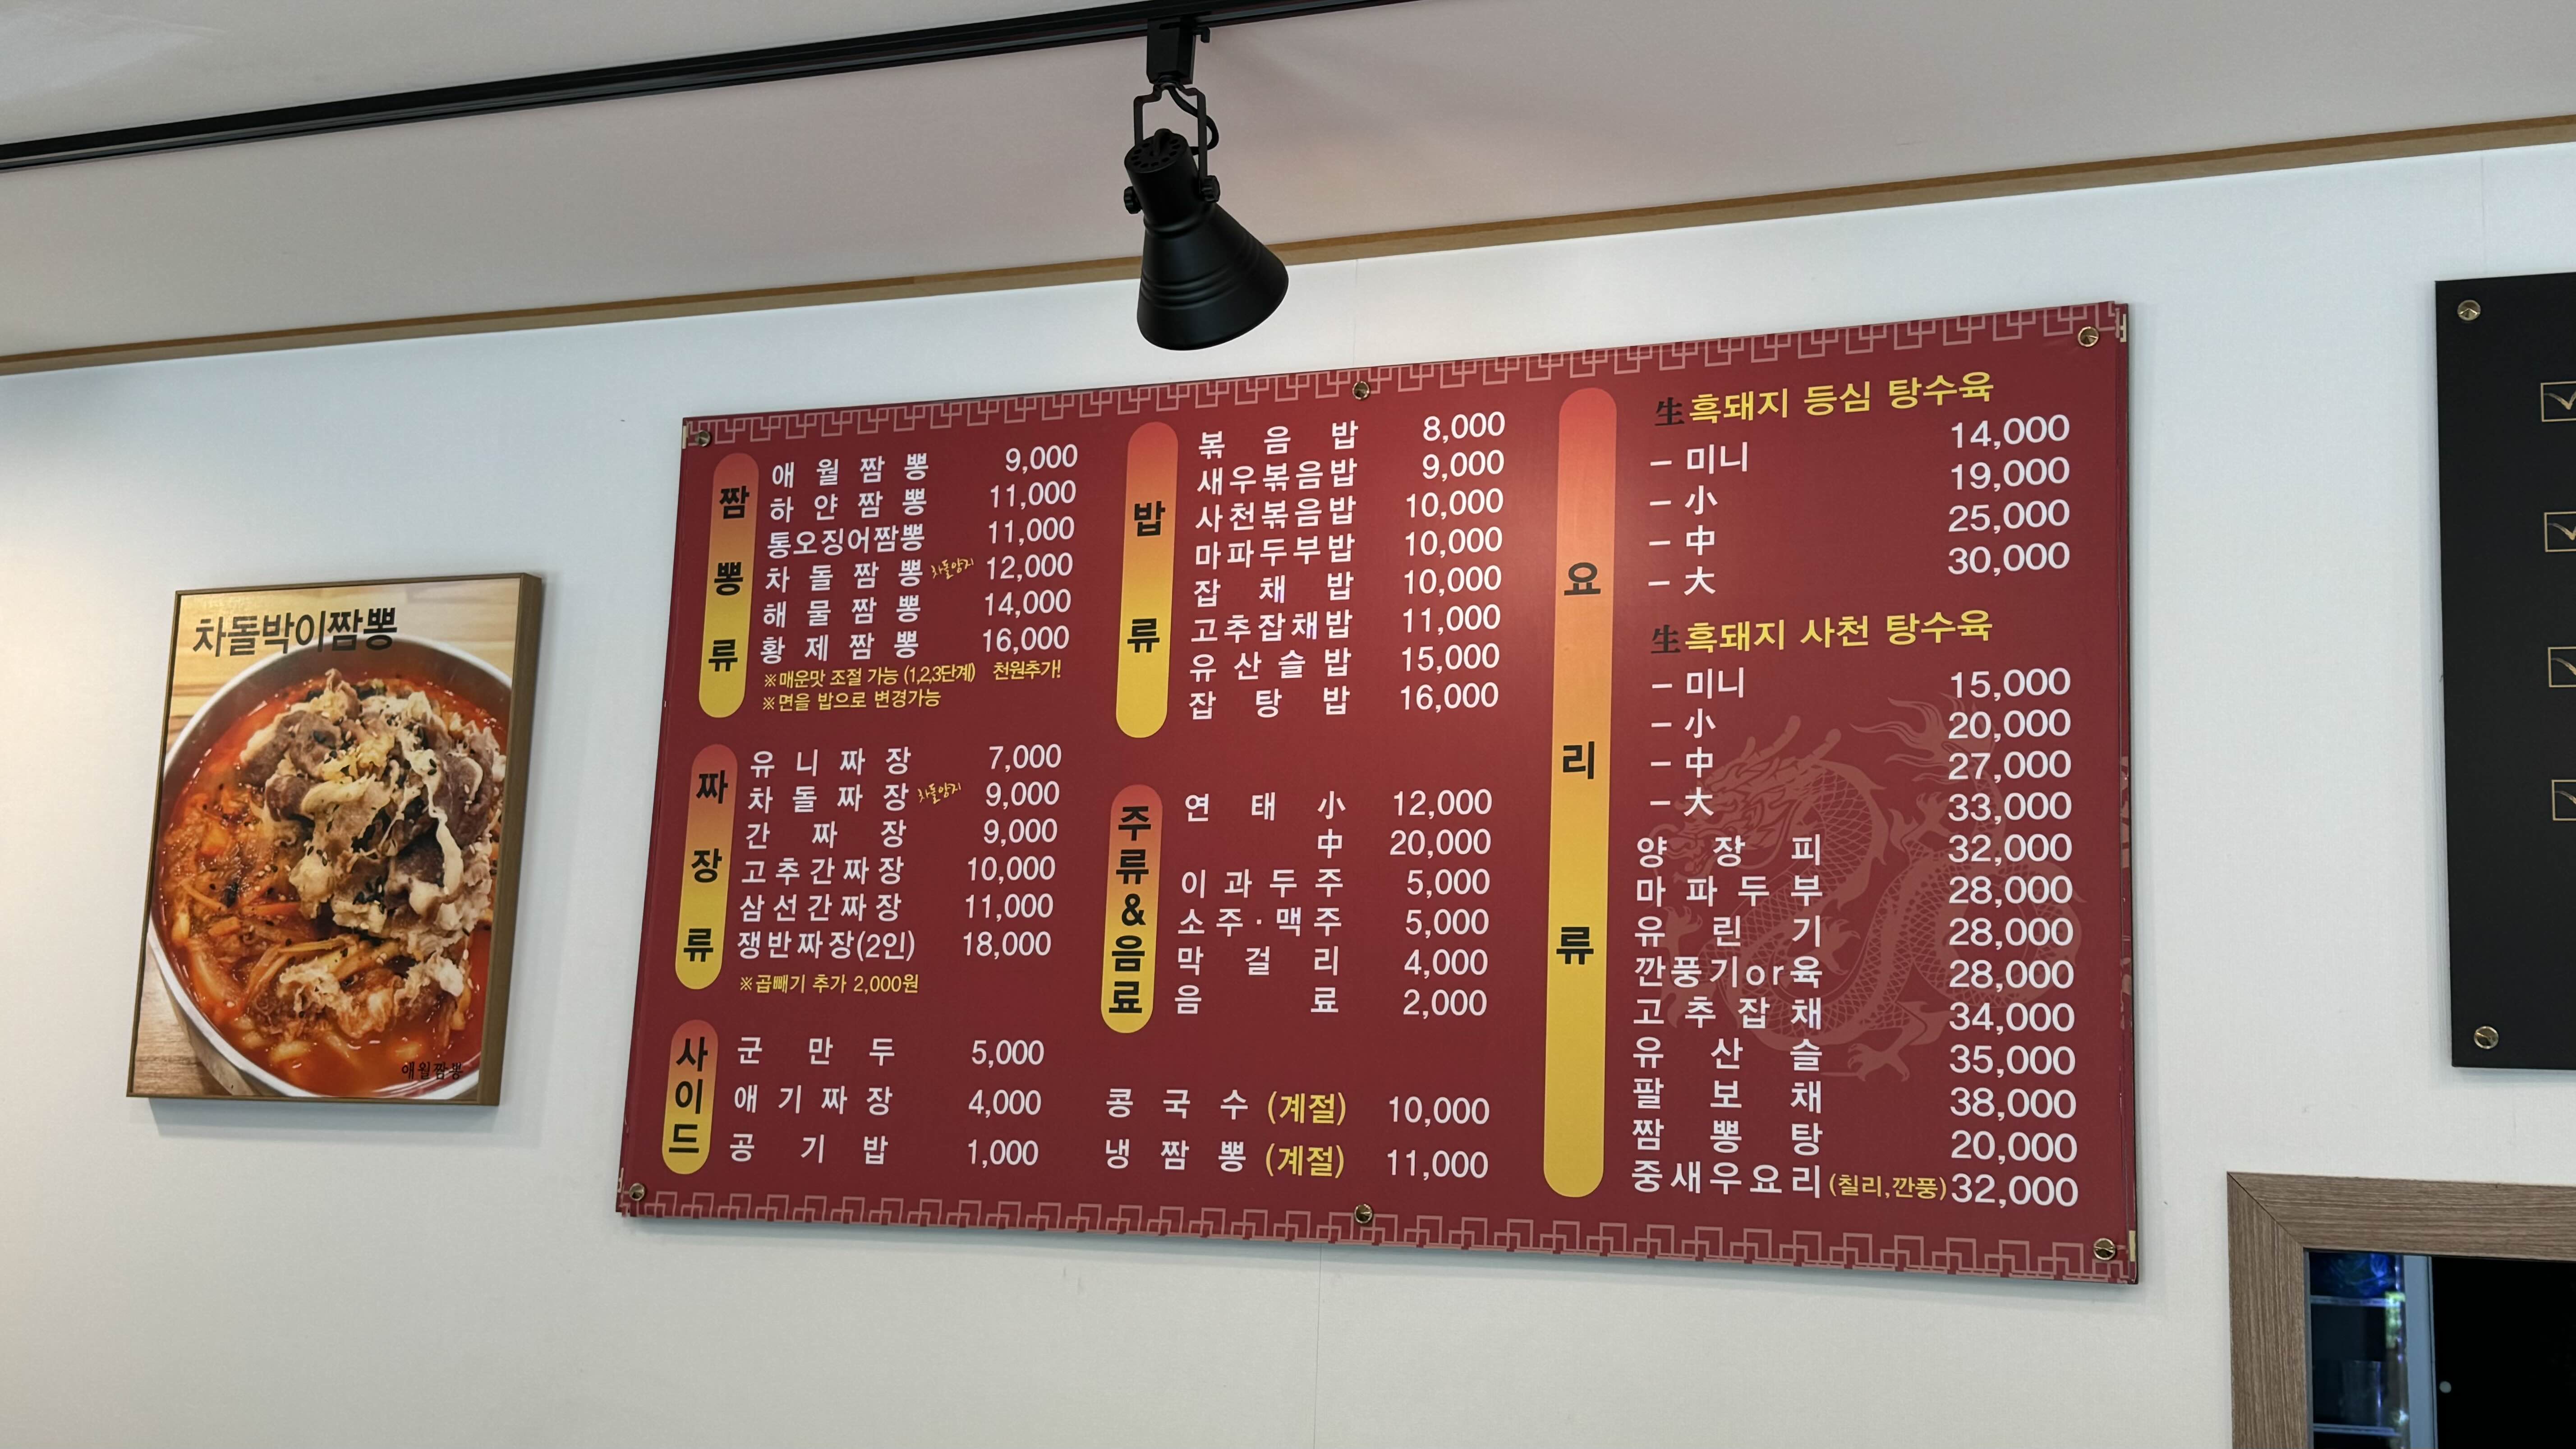 차돌박이짬뽕
애월짬뽕
짬뽕류
애월짬뽕 9,000
하얀짬뽕 11,000
통오징어짬뽕 11,000
차돌짬뽕 차돌양지 12,000
해물짬뽕 14,000
황제짬뽕 16,000
※매운맛 조절 가능 (1,2,3단계) 천원추가!
※면을 밥으로 변경가능
짜장류
유니짜장 7,000
차돌짜장 차돌양지 9,000
간짜장 9,000
고추간짜장 10,000
삼선간짜장 11,000
쟁반짜장(2인) 18,000
※곱빼기 추가 2,000원
사이드
군만두 5,000
애기짜장 4,000
공기밥 1,000
밥류
볶음밥 8,000
새우볶음밥 9,000
사천볶음밥 10,000
마파두부밥 10,000
잡채밥 10,000
고추잡채밥 11,000
유산슬밥 15,000
잡탕밥 16,000
주류&음료
연태 小 12,000
中 20,000
이과두주 5,000
소주·맥주 5,000
막걸리 4,000
음료 2,000
콩국수 (계절) 10,000
냉짬뽕 (계절) 11,000
요리류
生흑돼지 등심 탕수육
- 미니 14,000
- 小 19,000
- 中 25,000
- 大 30,000
生흑돼지 사천 탕수육
- 미니 15,000
- 小 20,000
- 中 27,000
- 大 33,000
양장피 32,000
마파두부 28,000
유린기 28,000
깐풍기or육 28,000
고추잡채 34,000
유산슬 35,000
팔보채 38,000
짬뽕탕 20,000
중새우요리(칠리,깐풍) 32,000